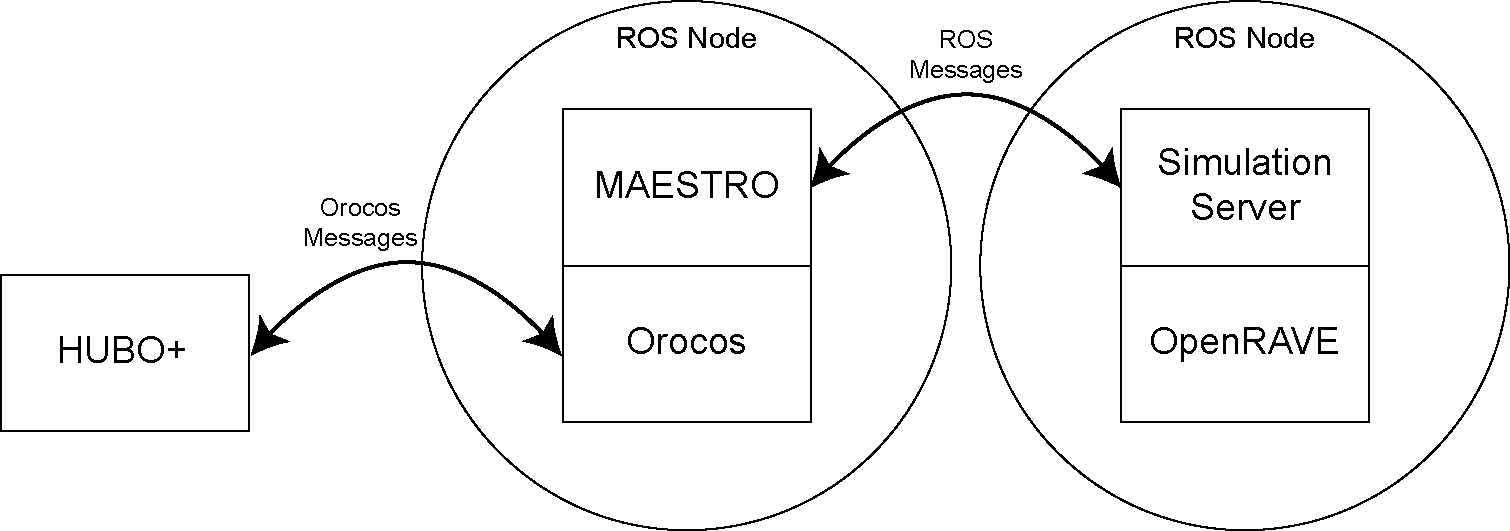 ROS Node
ROS
Messages
ROS Node
MAESTRO
Simulation
Server
Orocos
Messages
HUBO+
Orocos
OpenRAVE